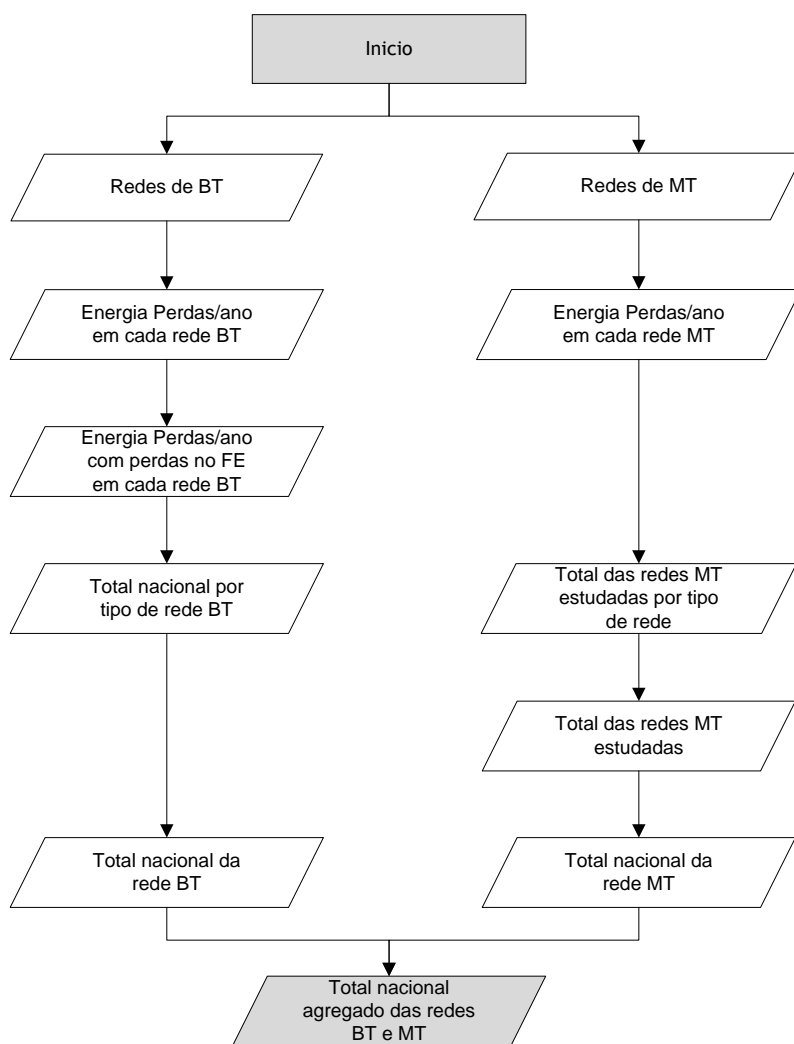 Inicio
Redes de BT
Redes de MT
Energia Perdas/ano
em cada rede BT
Energia Perdas/ano
em cada rede MT
Energia Perdas/ano
com perdas no FE
em cada rede BT
Total nacional por
tipo de rede BT
Total das redes MT
estudadas por tipo
de rede
Total das redes MT
estudadas
Total nacional da
rede BT
Total nacional da
rede MT
Total nacional
agregado das redes
BT e MT